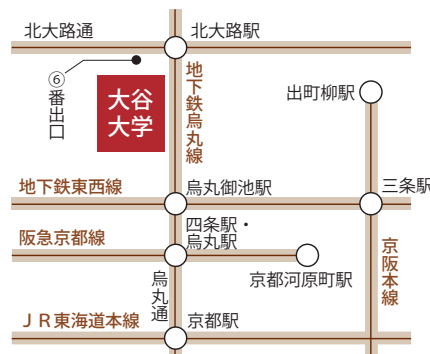 北大路通
北大路駅
⑥番出口
大谷
大学
地下鉄烏丸線
出町柳駅
地下鉄東西線
烏丸御池駅
三条駅
四条駅・
烏丸駅
阪急京都線
京都河原町駅
京阪本線
烏丸通
JR東海道本線
京都駅